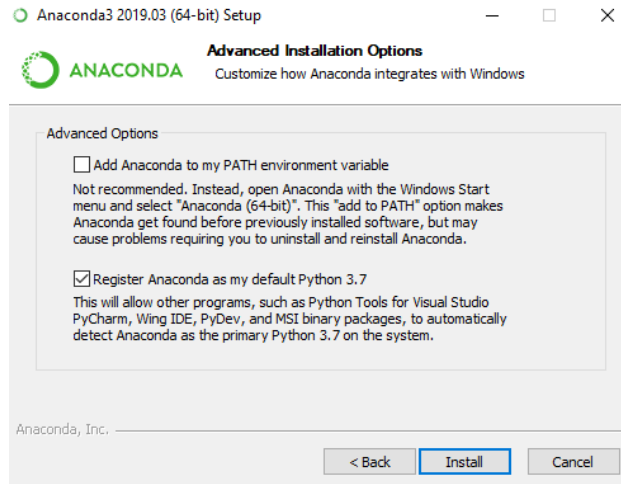 Anaconda3 2019.03 (64-bit) Setup
Advanced Installation Options
ANACONDA
Customize how Anaconda integrates with Windows
Advanced Options
Add Anaconda to my PATH environment variable
Not recommended. Instead, open Anaconda with the Windows Start
menu and select "Anaconda (64-bit)". This "add to PATH" option makes
Anaconda get found before previously installed software, but may
cause problems requiring you to uninstall and reinstall Anaconda.
Register Anaconda as my default Python 3.7
This will allow other programs, such as Python Tools for Visual Studio
PyCharm, Wing IDE, PyDev, and MSI binary packages, to automatically
detect Anaconda as the primary Python 3.7 on the system.
Anaconda, Inc.
< Back Install Cancel